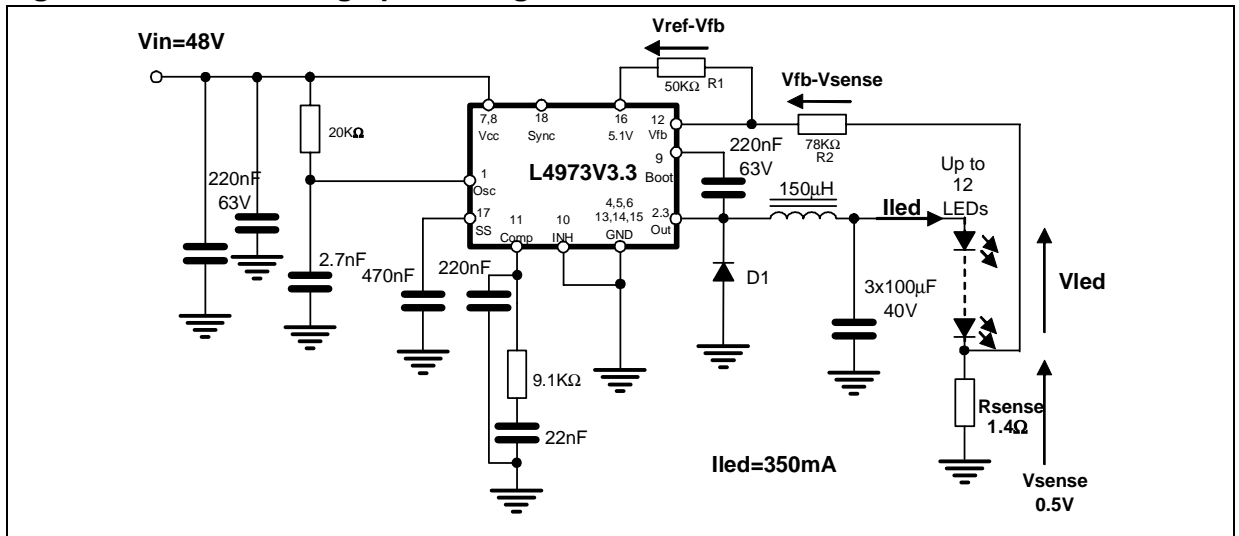 Vin=48V
Vref-Vfb
50KΩ R1
Vfb-Vsense
7,8
Vcc
18
Sync
16
5.1V
12
Vfb
78KΩ
R2
20KΩ
L4973V3.3
9
Boot
220nF
63V
Up to
12
LEDs
220nF
63V
1
Osc
150µH
Iled
17
SS
11
Comp
10
INH
4,5,6
13,14,15
GND
2.3
Out
2.7nF
470nF
220nF
D1
3x100µF
40V
Vled
9.1KΩ
22nF
Rsense
1.4Ω
Iled=350mA
Vsense
0.5V